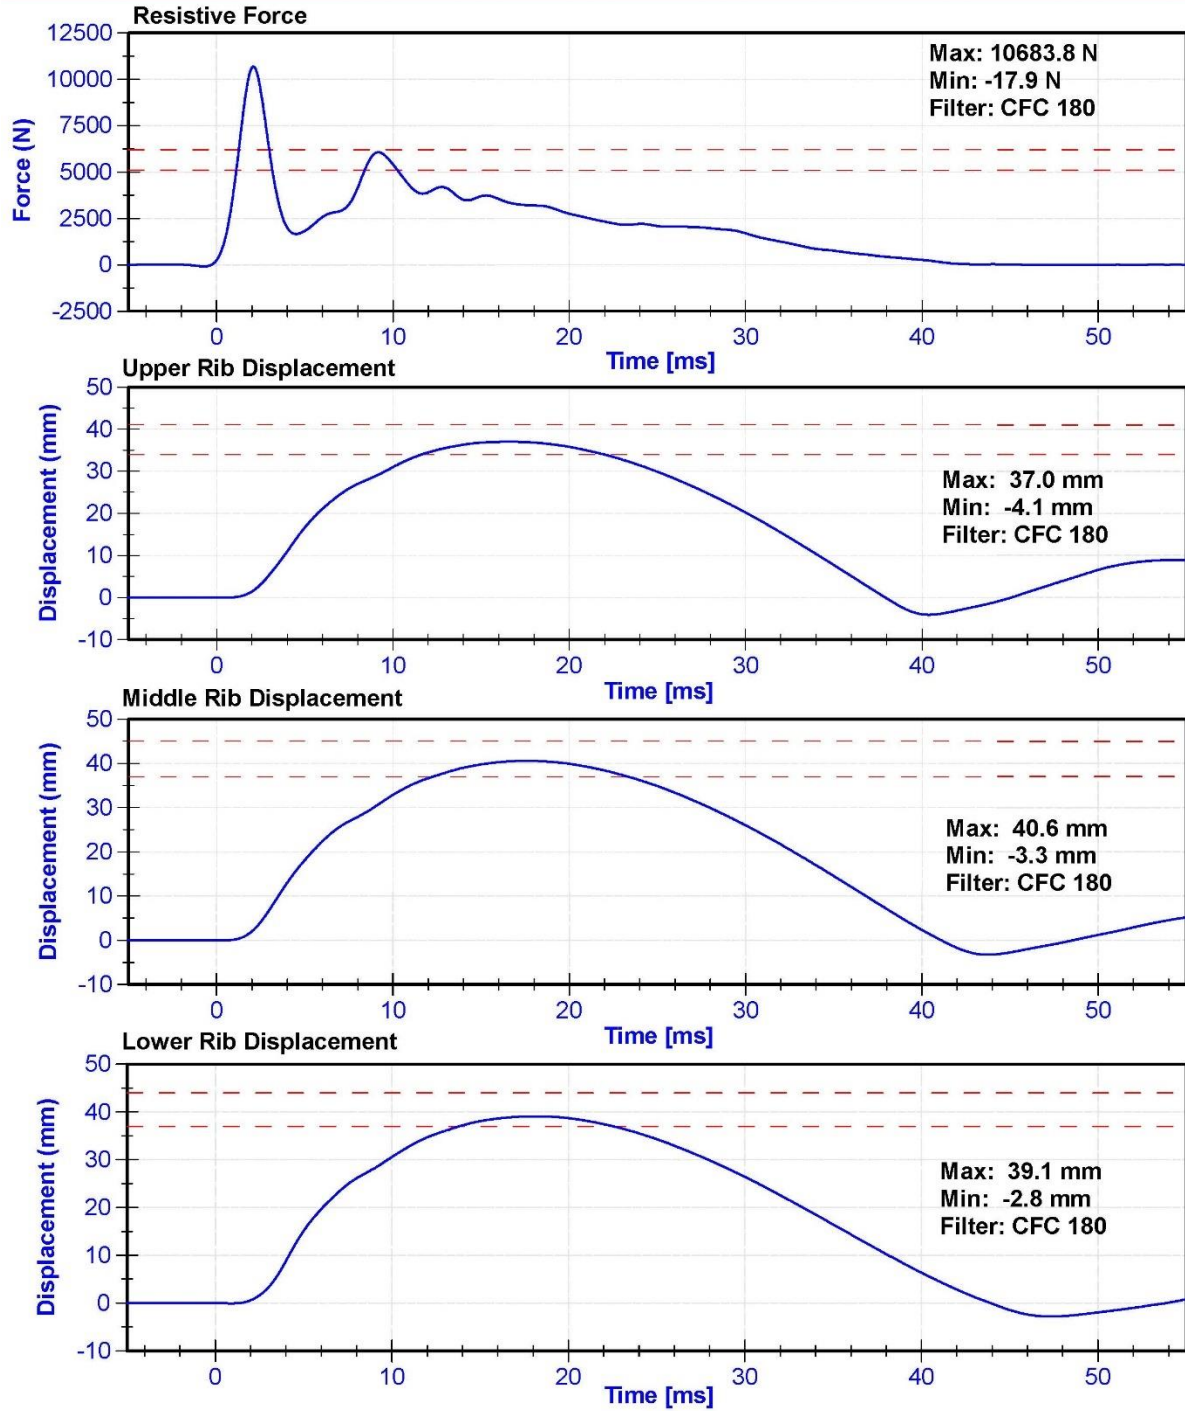 Resistive Force
12500
10000
7500
5000
2500
0
-2500
Force (N)
Max: 10683.8 N
Min: -17.9 N
Filter: CFC 180
0 10 20 30 40 50
Time [ms]
Upper Rib Displacement
50
40
30
20
10
0
-10
Displacement (mm)
Max: 37.0 mm
Min: -4.1 mm
Filter: CFC 180
0 10 20 30 40 50
Time [ms]
Middle Rib Displacement
50
40
30
20
10
0
-10
Displacement (mm)
Max: 40.6 mm
Min: -3.3 mm
Filter: CFC 180
0 10 20 30 40 50
Time [ms]
Lower Rib Displacement
50
40
30
20
10
0
-10
Displacement (mm)
Max: 39.1 mm
Min: -2.8 mm
Filter: CFC 180
0 10 20 30 40 50
Time [ms]